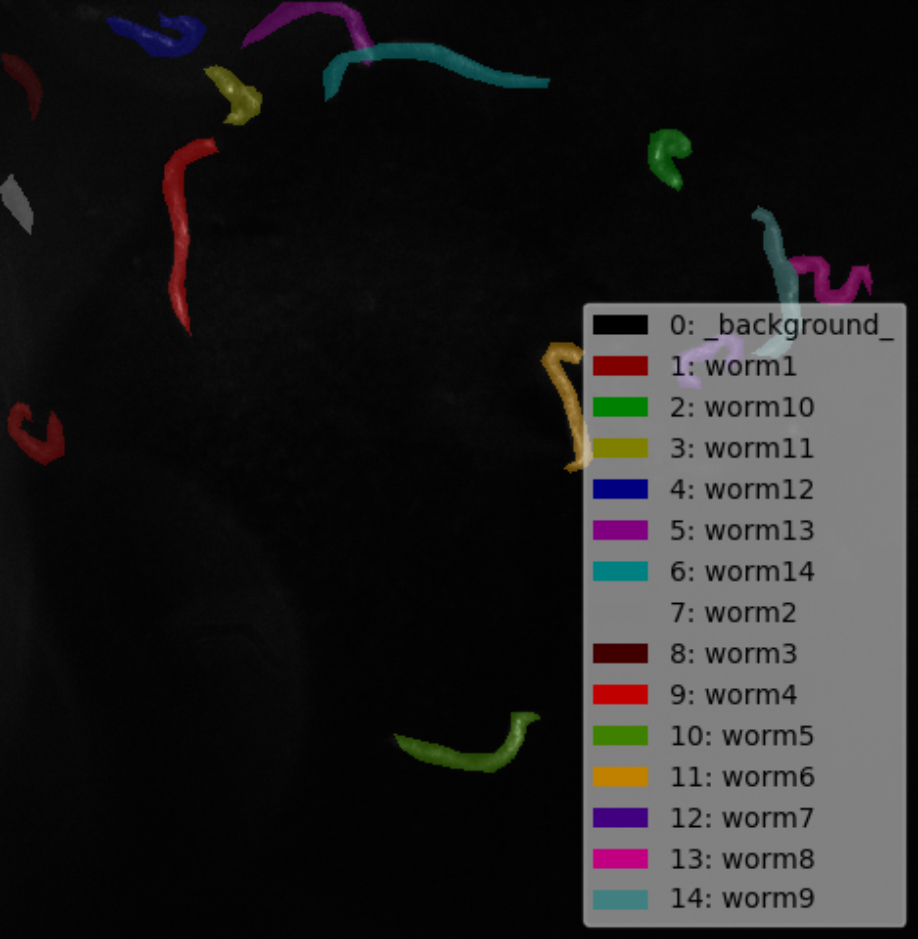 0: _background_
1: worm1
2: worm10
3: worm11
4: worm12
5: worm13
6: worm14
7: worm2
8: worm3
9: worm4
10: worm5
11: worm6
12: worm7
13: worm8
14: worm9